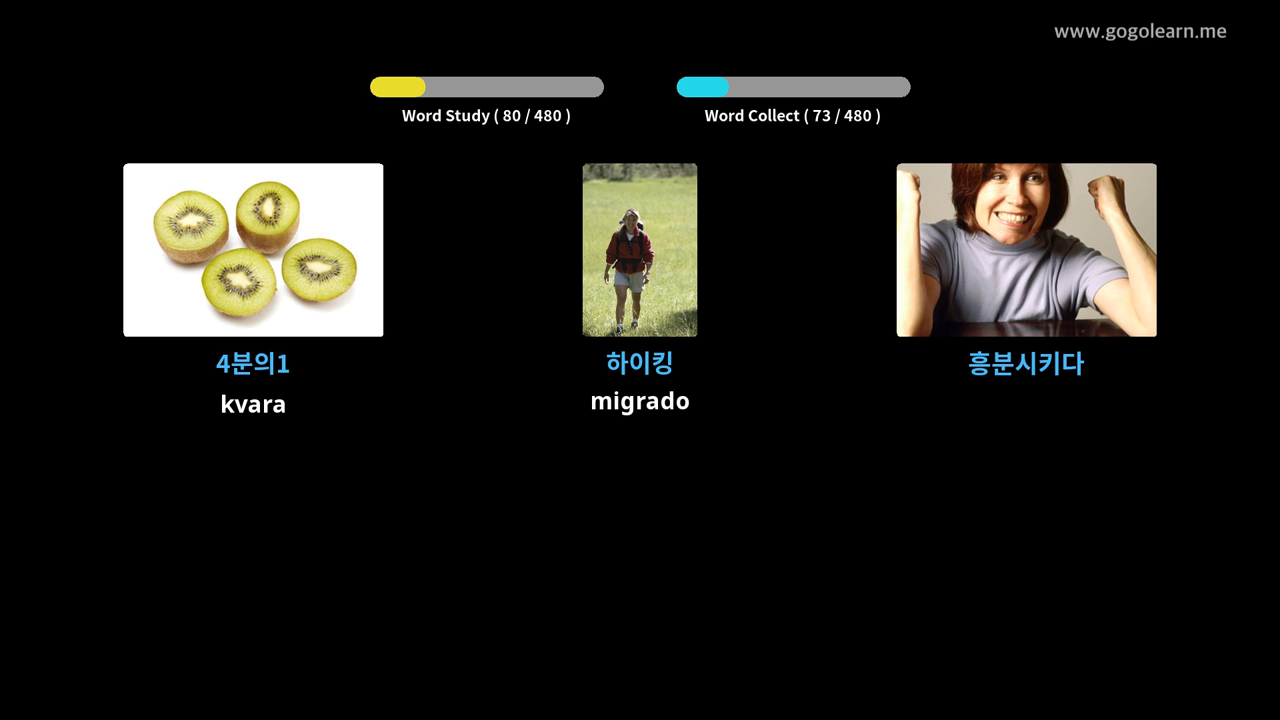 www.gogolearn.me
Word Study ( 80 / 480 )
Word Collect ( 73 / 480 )
4분의1
하이킹
흥분시키다
kvara
migrado